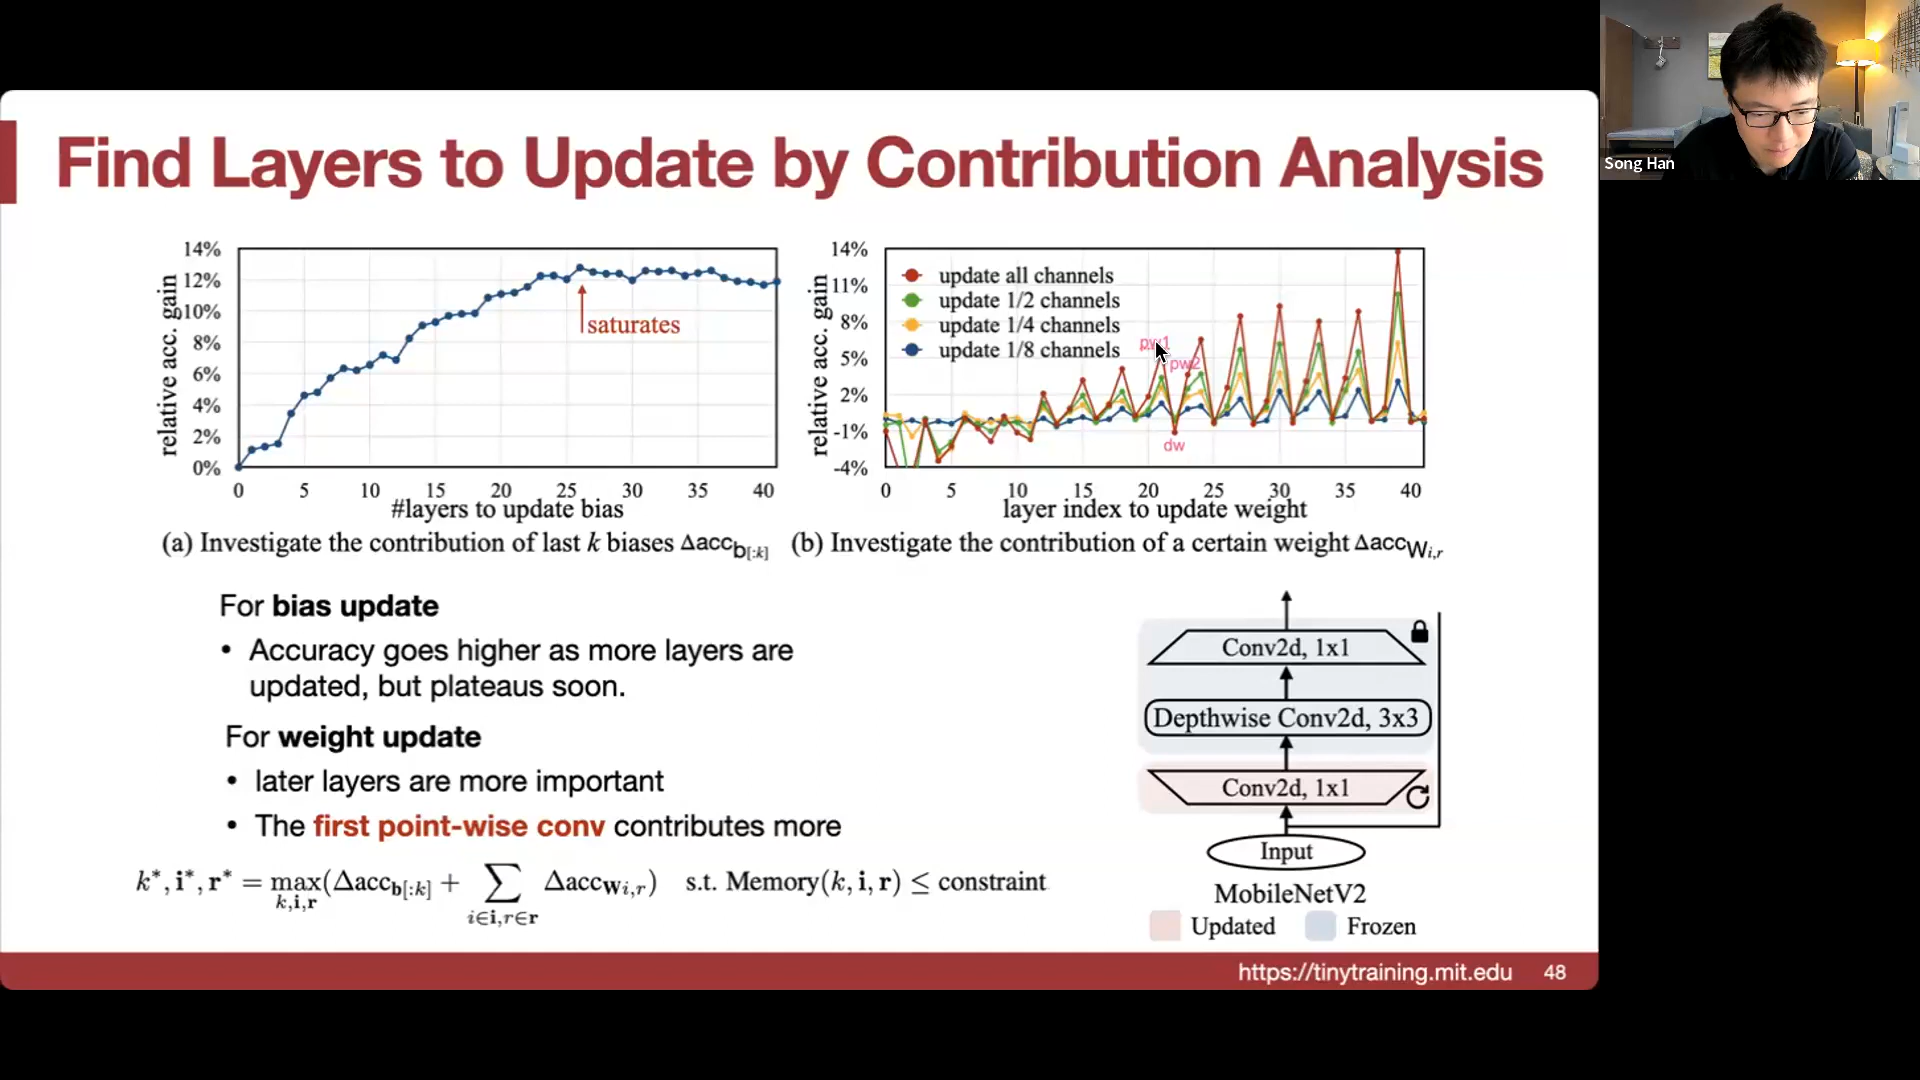 Song Han
Find Layers to Update by Contribution Analysis
14%
12%
10%
8%
6%
4%
2%
0%
relative acc. gain
saturates
0 5 10 15 20 25 30 35 40
#layers to update bias
(a) Investigate the contribution of last k biases Δacc_b[:k]
14%
11%
8%
5%
2%
-1%
-4%
relative acc. gain
update all channels
update 1/2 channels
update 1/4 channels
update 1/8 channels
pw1
pw2
dw
0 5 10 15 20 25 30 35 40
layer index to update weight
(b) Investigate the contribution of a certain weight Δacc_Wi,r
For bias update
• Accuracy goes higher as more layers are
updated, but plateaus soon.
For weight update
• later layers are more important
• The first point-wise conv contributes more
k*, i*, r* = max(Δacc_b[:k] + ∑ Δacc_Wi,r) s.t. Memory(k, i, r) ≤ constraint
k,i,r
i∈i,r∈r
Conv2d, 1x1
Depthwise Conv2d, 3x3
Conv2d, 1x1
Input
MobileNetV2
Updated Frozen
https://tinytraining.mit.edu 48